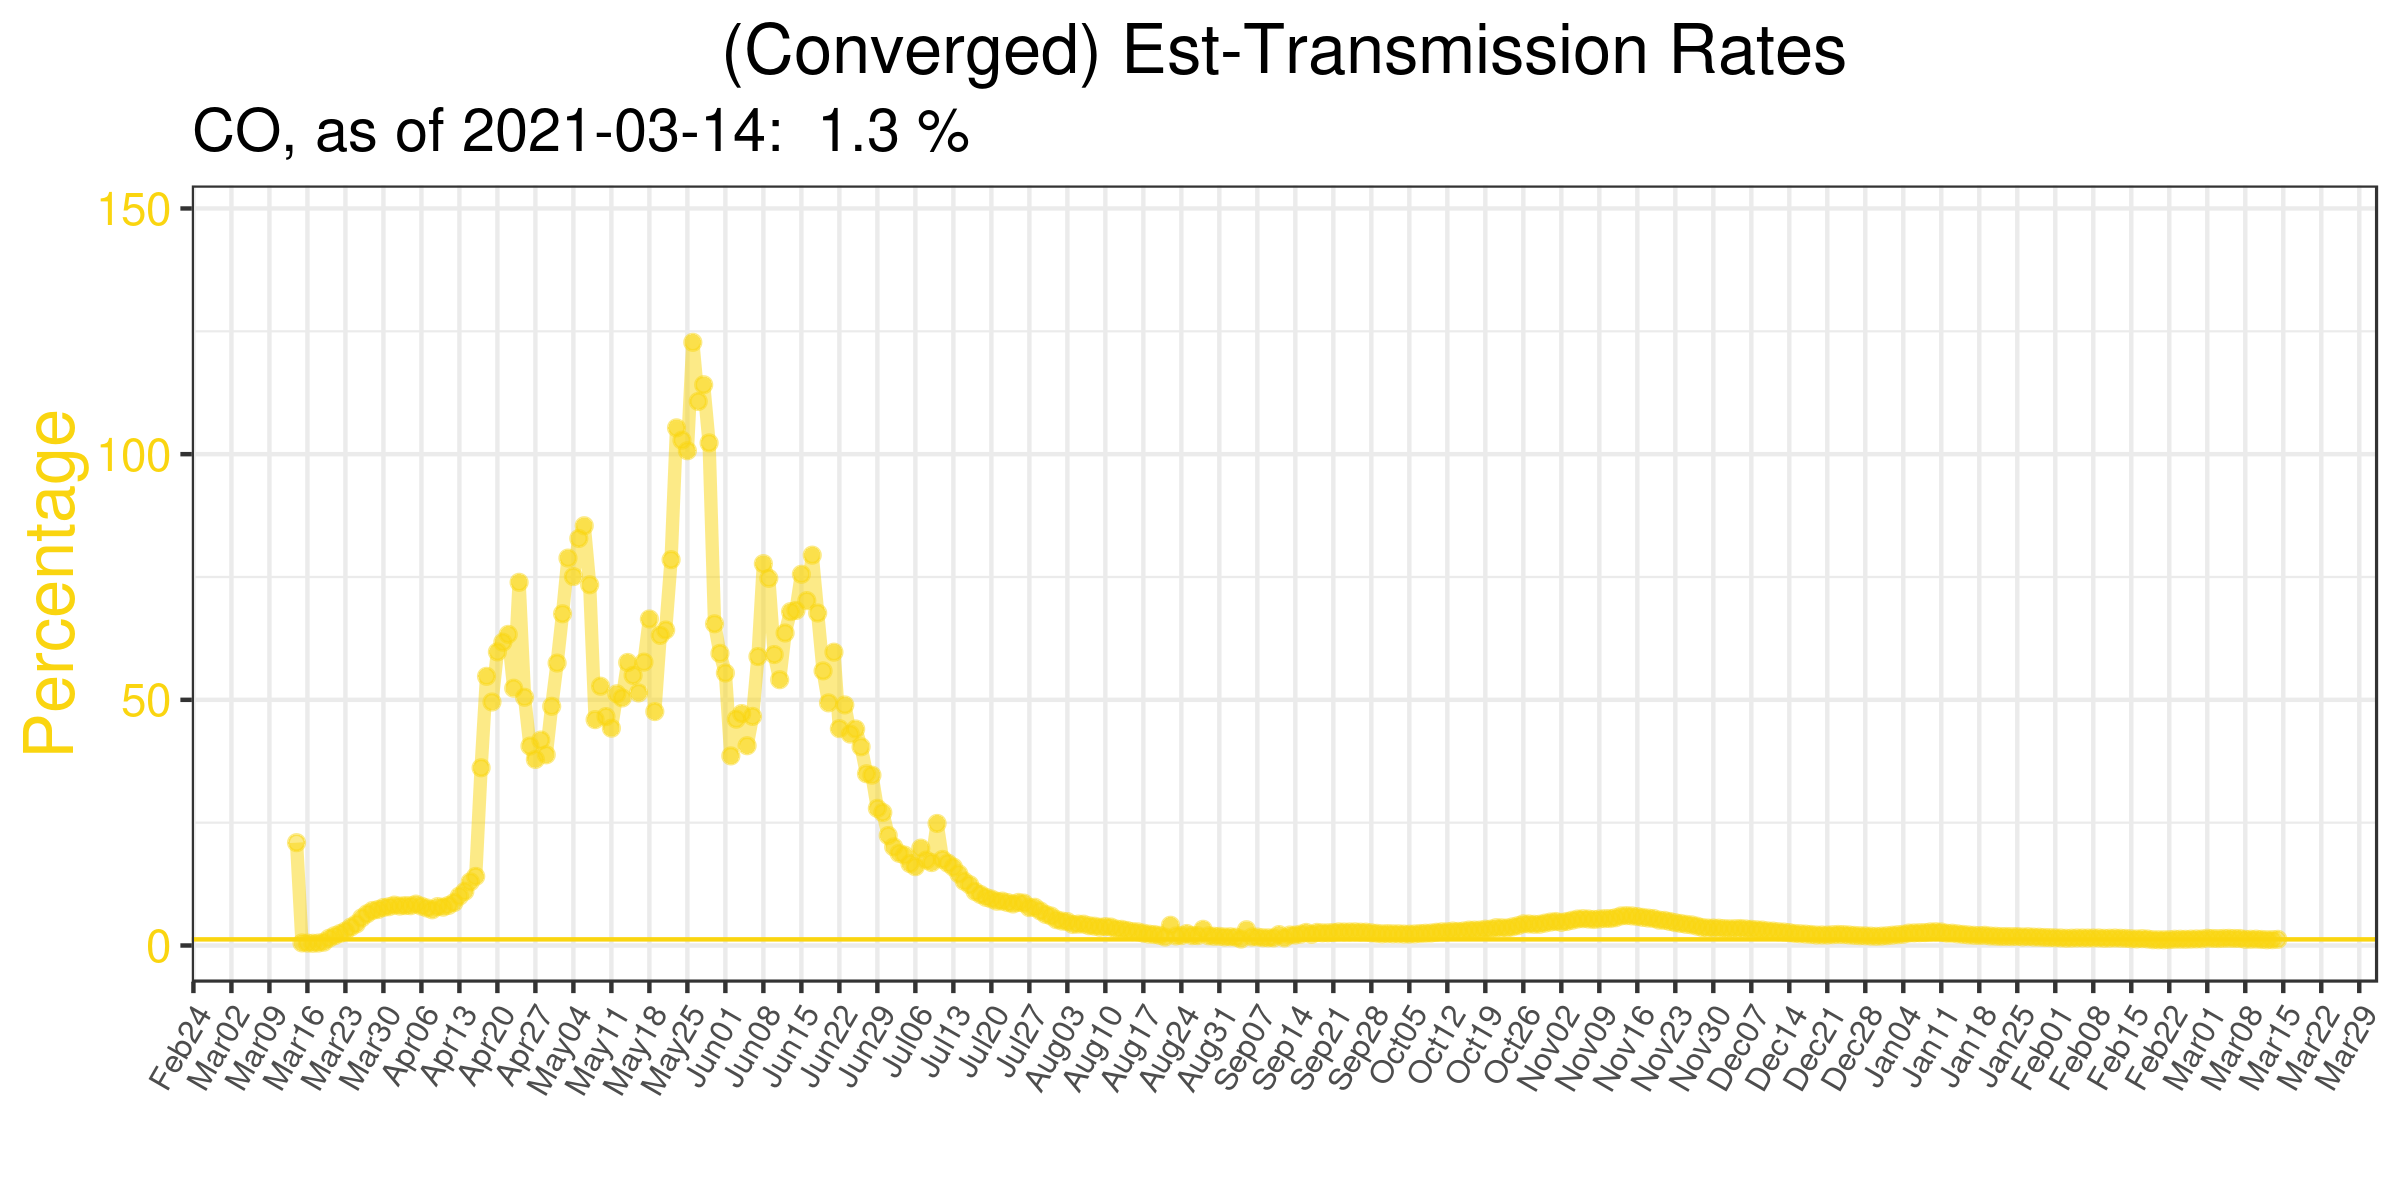 (Converged) Est-Transmission Rates
CO, as of 2021-03-14:  1.3 %
Percentage
150
100
50
0
Feb24
Mar02
Mar09
Mar16
Mar23
Mar30
Apr06
Apr13
Apr20
Apr27
May04
May11
May18
May25
Jun01
Jun08
Jun15
Jun22
Jun29
Jul06
Jul13
Jul20
Jul27
Aug03
Aug10
Aug17
Aug24
Aug31
Sep07
Sep14
Sep21
Sep28
Oct05
Oct12
Oct19
Oct26
Nov02
Nov09
Nov16
Nov23
Nov30
Dec07
Dec14
Dec21
Dec28
Jan04
Jan11
Jan18
Jan25
Feb01
Feb08
Feb15
Feb22
Mar01
Mar08
Mar15
Mar22
Mar29